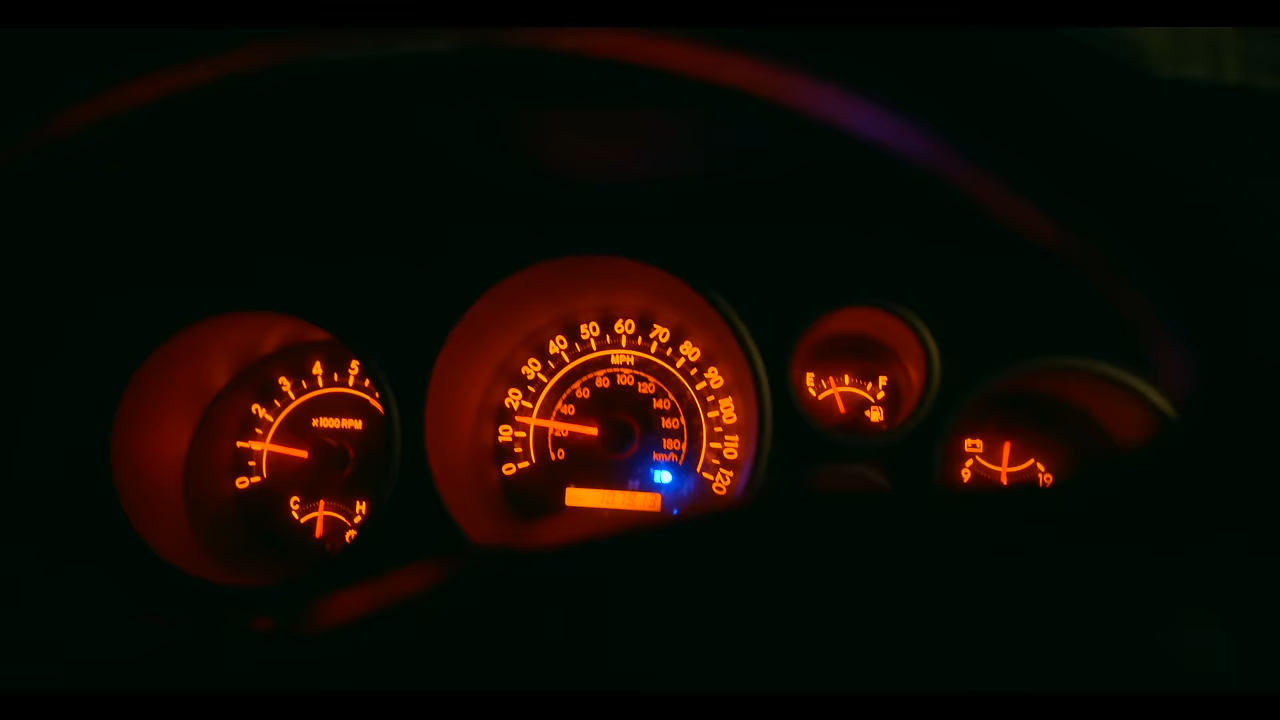 0 1 2 3 4 5
x1000 RPM
C H
0 10 20 30 40 50 60 70 80 90 100 110 120
MPH
0 20 40 60 80 100 120 140 160 180
km/h
E F
9 19